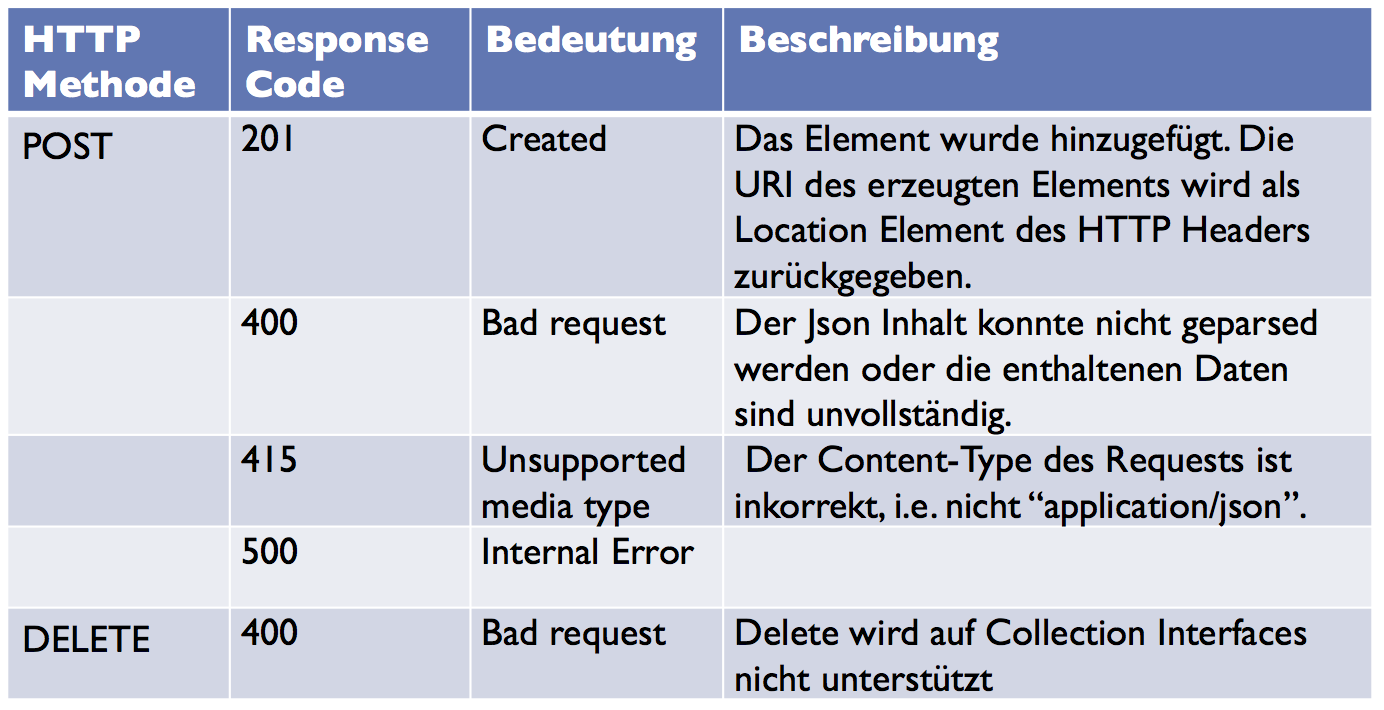 HTTP Methode Response Code Bedeutung Beschreibung
POST 201 Created Das Element wurde hinzugefügt. Die
URI des erzeugten Elements wird als
Location Element des HTTP Headers
zurückgegeben.
400 Bad request Der Json Inhalt konnte nicht geparsed
werden oder die enthaltenen Daten
sind unvollständig.
415 Unsupported media type Der Content-Type des Requests ist
inkorrekt, i.e. nicht “application/json”.
500 Internal Error
DELETE 400 Bad request Delete wird auf Collection Interfaces
nicht unterstützt